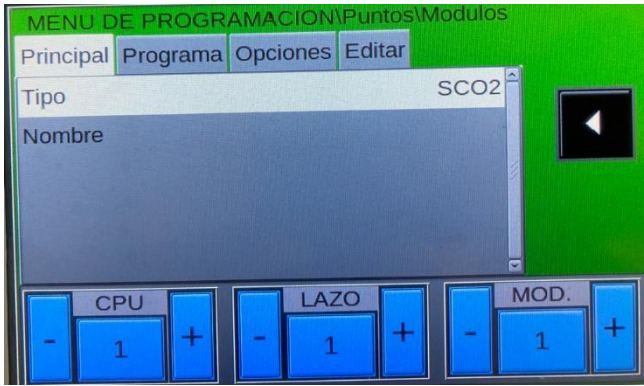 MENU DE PROGRAMACION\Puntos\Modulos
Principal Programa Opciones Editar
Tipo SCO2
Nombre
CPU LAZO MOD.
- 1 + - 1 + - 1 +